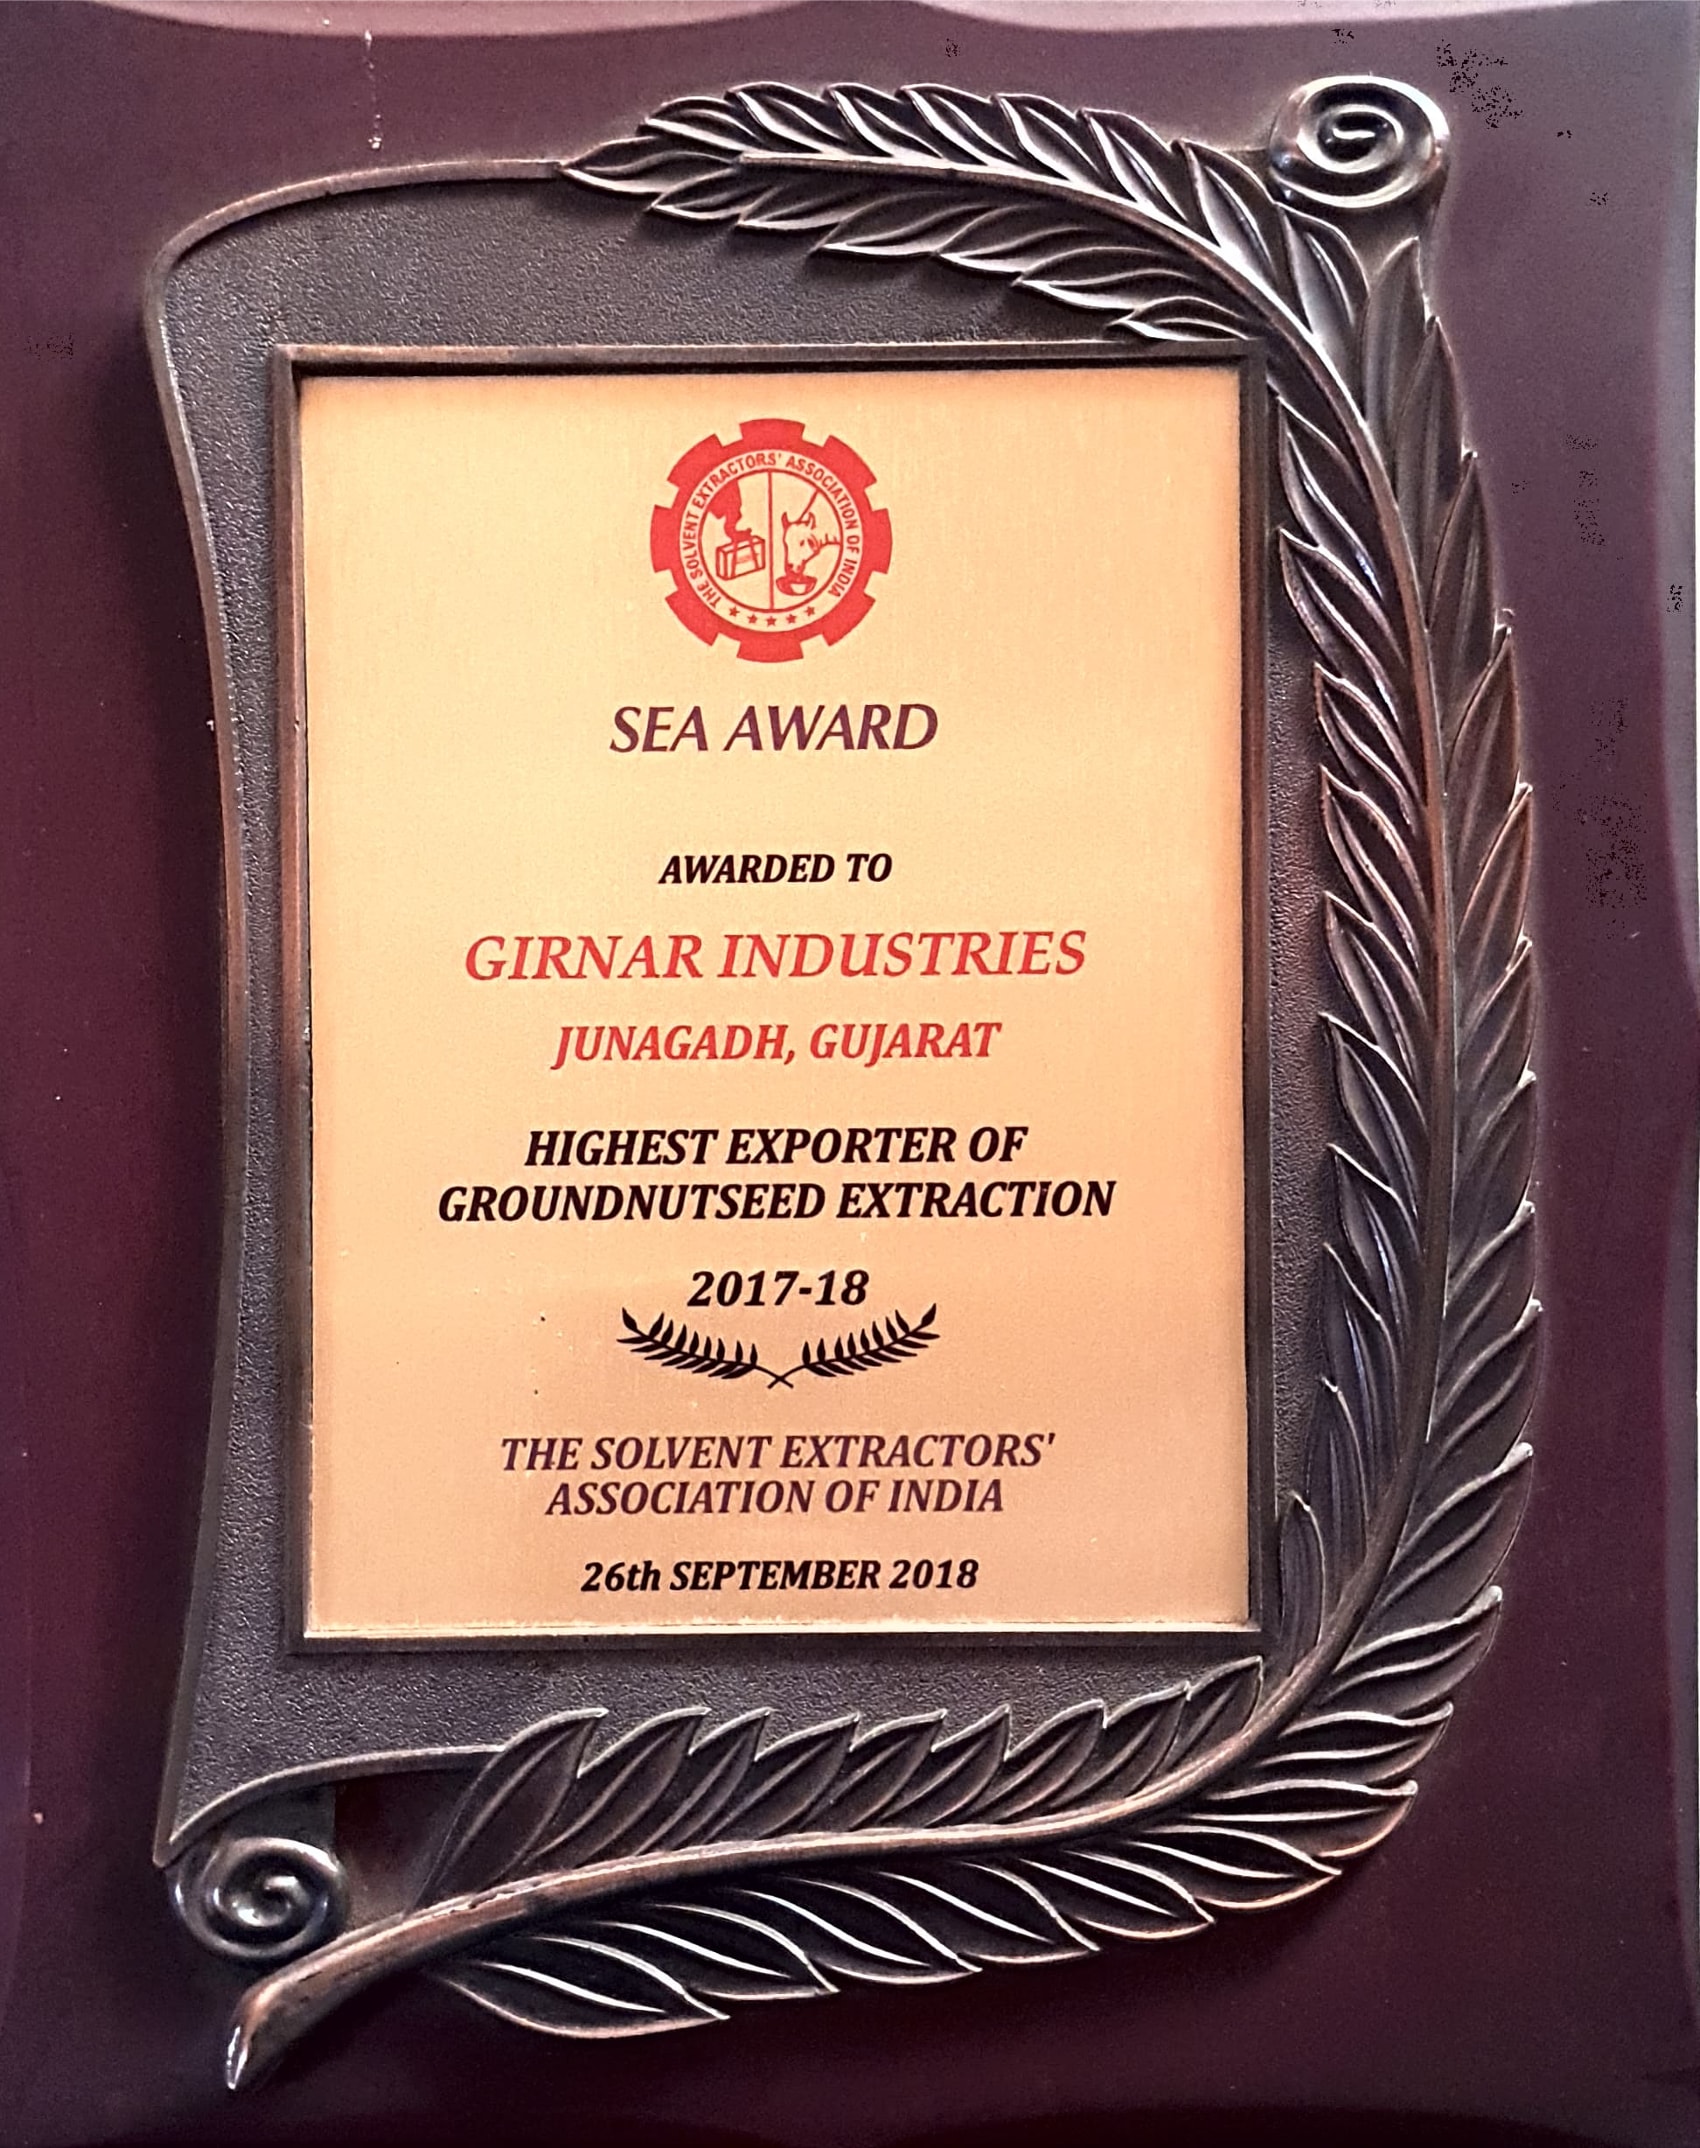 THE SOLVENT EXTRACTORS' ASSOCIATION OF INDIA
SEA AWARD
AWARDED TO
GIRNAR INDUSTRIES
JUNAGADH, GUJARAT
HIGHEST EXPORTER OF
GROUNDNUTSEED EXTRACTION
2017-18
THE SOLVENT EXTRACTORS'
ASSOCIATION OF INDIA
26th SEPTEMBER 2018